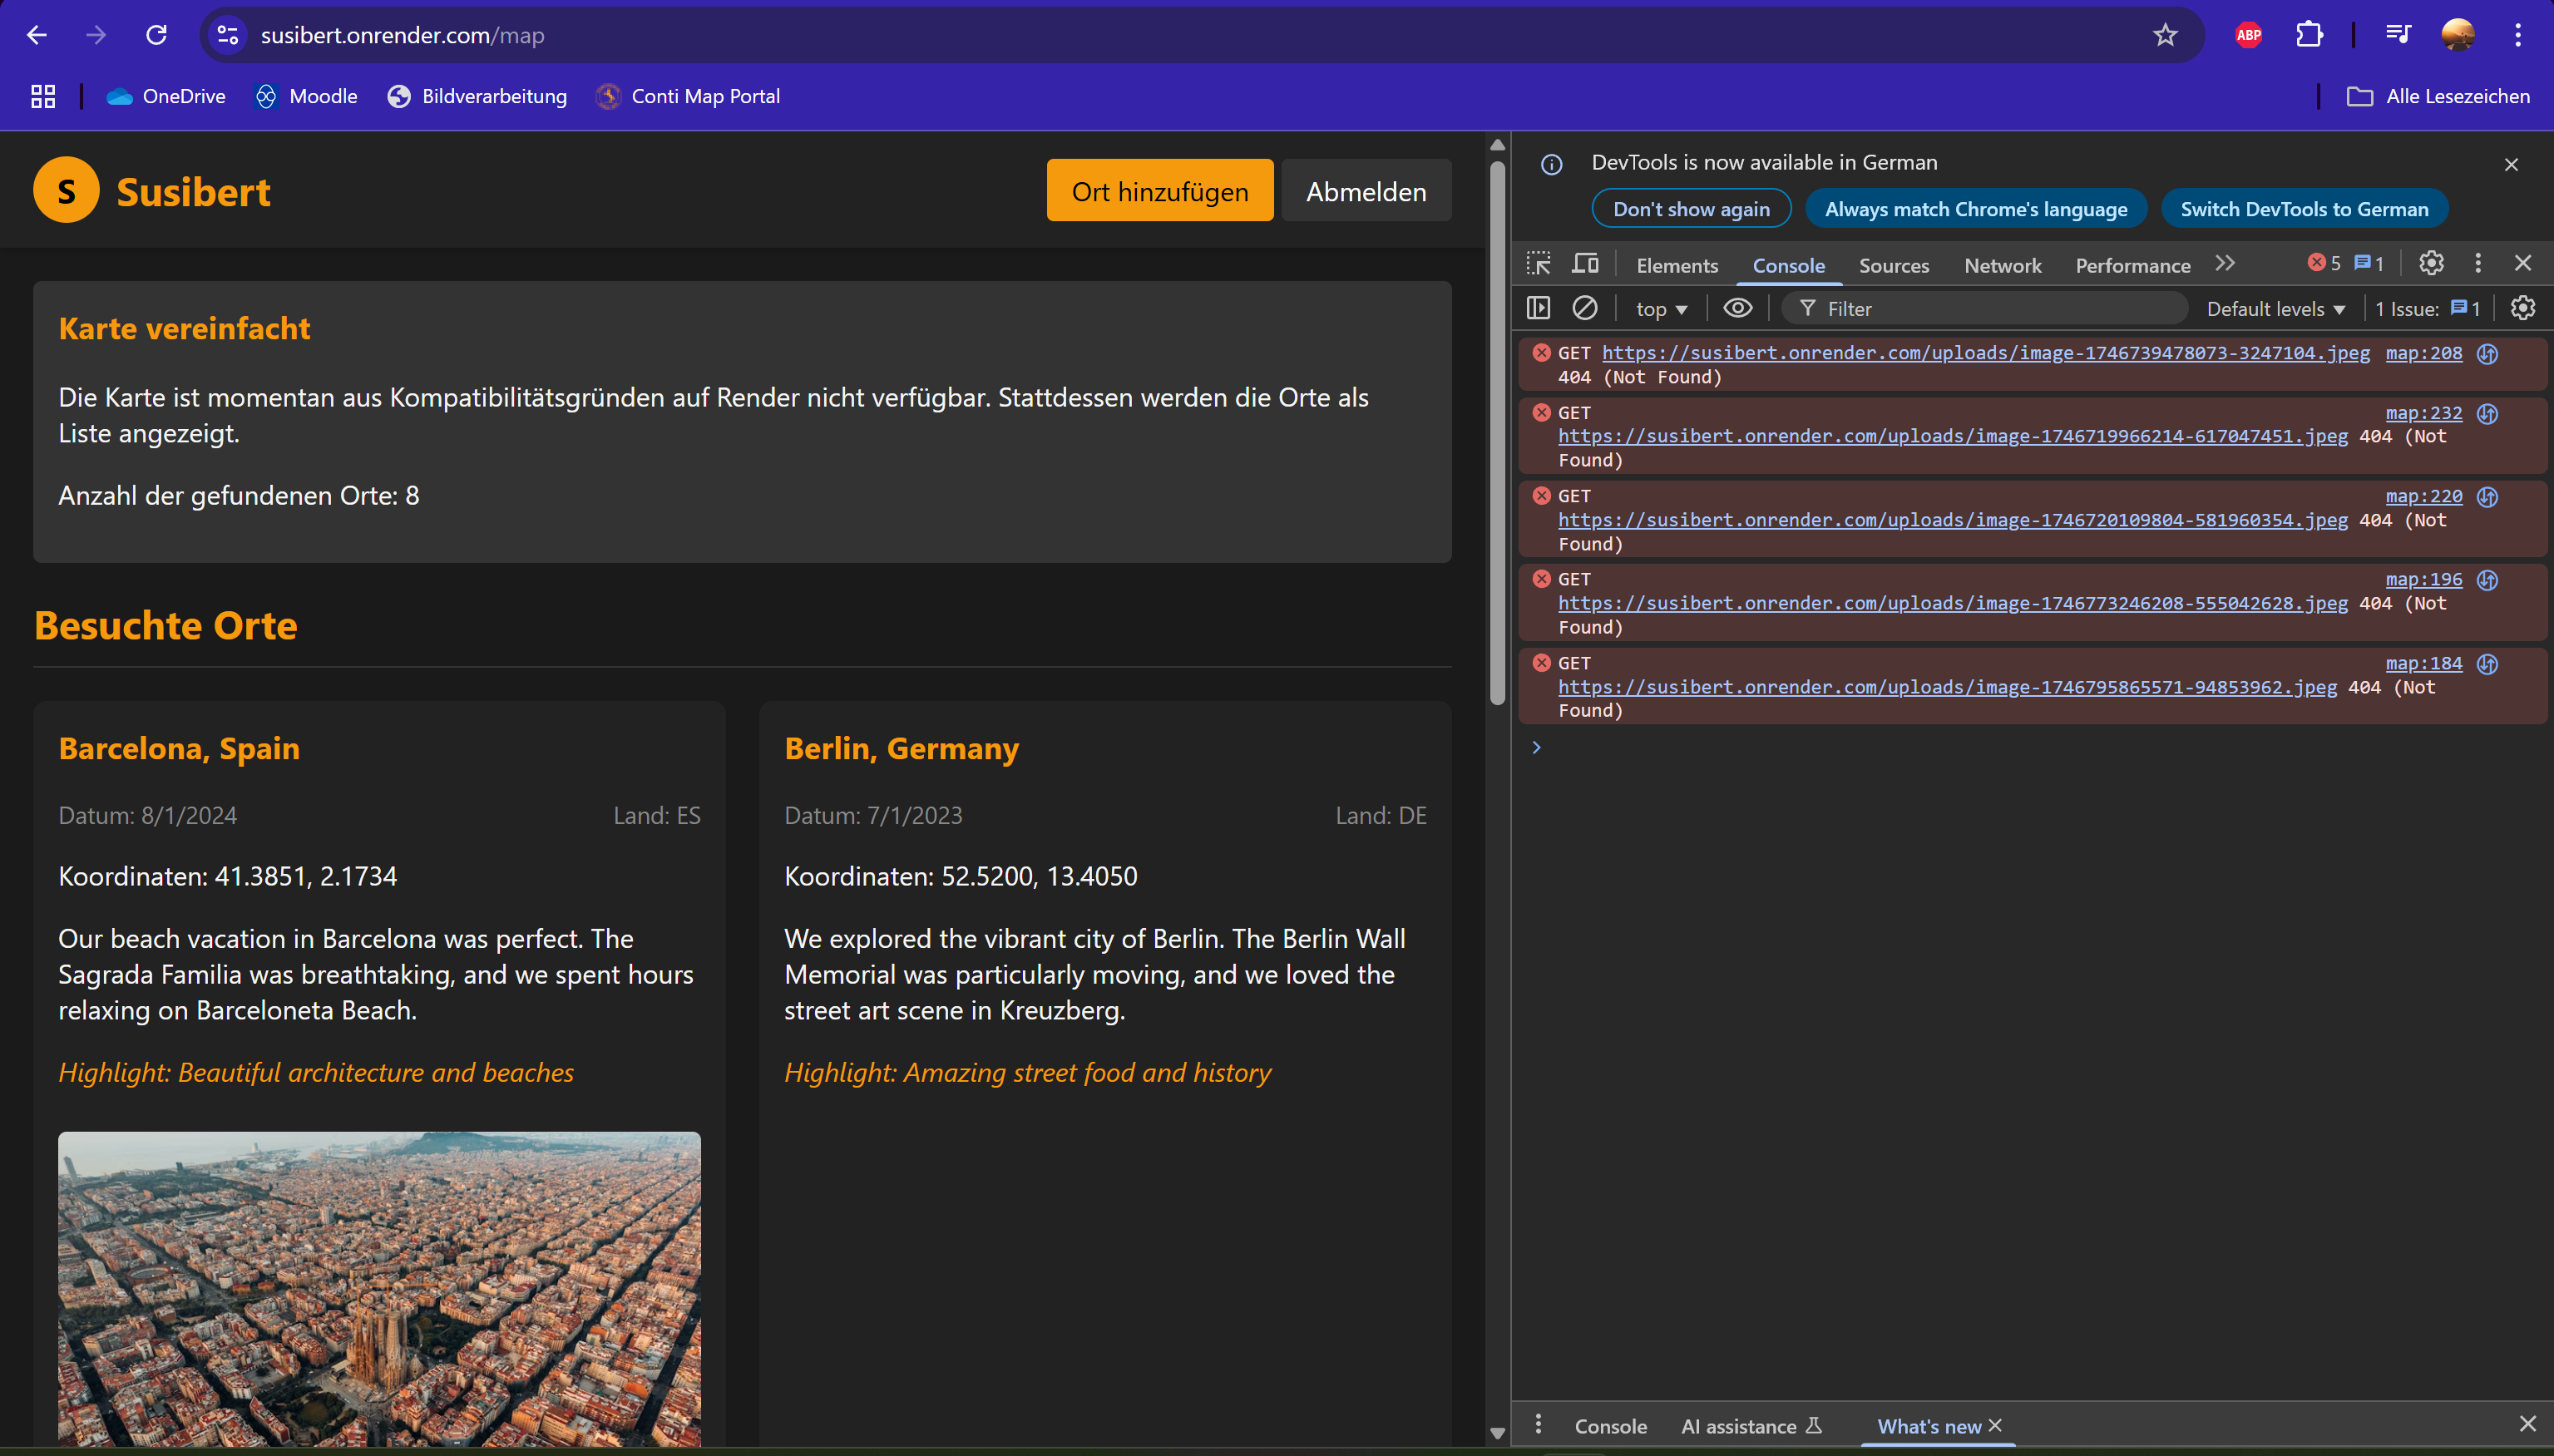 susibert.onrender.com/map
ABP
OneDrive
Moodle
Bildverarbeitung
Conti Map Portal
Alle Lesezeichen
S
Susibert
Ort hinzufügen
Abmelden
Karte vereinfacht
Die Karte ist momentan aus Kompatibilitätsgründen auf Render nicht verfügbar. Stattdessen werden die Orte als
Liste angezeigt.
Anzahl der gefundenen Orte: 8
Besuchte Orte
Barcelona, Spain
Datum: 8/1/2024
Land: ES
Koordinaten: 41.3851, 2.1734
Our beach vacation in Barcelona was perfect. The
Sagrada Familia was breathtaking, and we spent hours
relaxing on Barceloneta Beach.
Highlight: Beautiful architecture and beaches
Berlin, Germany
Datum: 7/1/2023
Land: DE
Koordinaten: 52.5200, 13.4050
We explored the vibrant city of Berlin. The Berlin Wall
Memorial was particularly moving, and we loved the
street art scene in Kreuzberg.
Highlight: Amazing street food and history
DevTools is now available in German
Don't show again
Always match Chrome's language
Switch DevTools to German
Elements
Console
Sources
Network
Performance
5
1
top
Filter
Default levels
1 Issue: 1
GET https://susibert.onrender.com/uploads/image-1746739478073-3247104.jpeg map:208
404 (Not Found)
GET map:232
https://susibert.onrender.com/uploads/image-1746719966214-617047451.jpeg 404 (Not
Found)
GET map:220
https://susibert.onrender.com/uploads/image-1746720109804-581960354.jpeg 404 (Not
Found)
GET map:196
https://susibert.onrender.com/uploads/image-1746773246208-555042628.jpeg 404 (Not
Found)
GET map:184
https://susibert.onrender.com/uploads/image-1746795865571-94853962.jpeg 404 (Not
Found)
Console
AI assistance
What's new